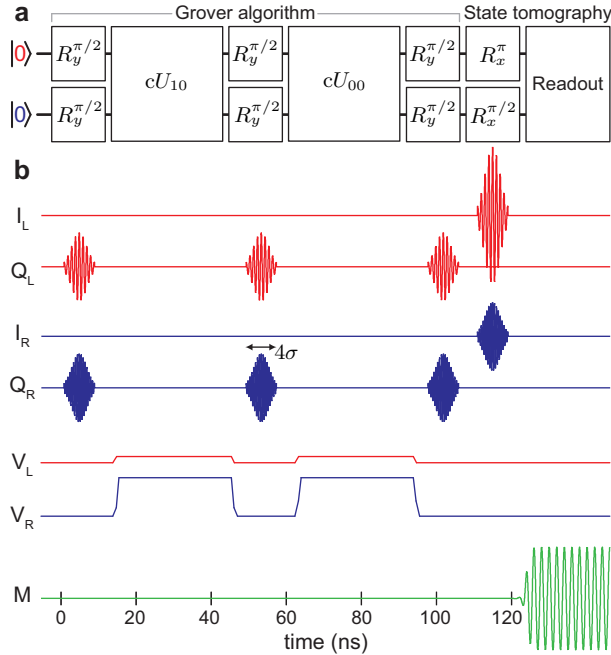 a Grover algorithm State tomography
|0⟩ R_y^{π/2} cU_{10} R_y^{π/2} cU_{00} R_y^{π/2} R_x^{π} Readout
|0⟩ R_y^{π/2} R_y^{π/2} R_y^{π/2} R_x^{π/2}
b
I_L
Q_L
I_R
4σ
Q_R
V_L
V_R
M
0 20 40 60 80 100 120
time (ns)